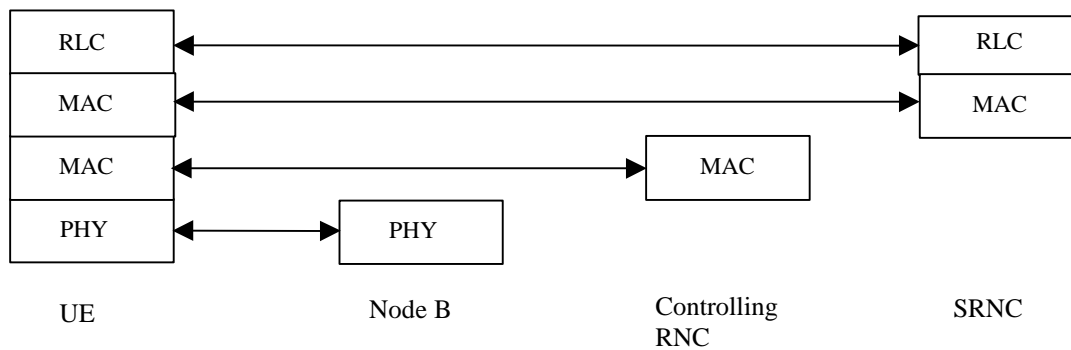 RLC
RLC
MAC
MAC
MAC
MAC
PHY
PHY
UE
Node B
Controlling
RNC
SRNC